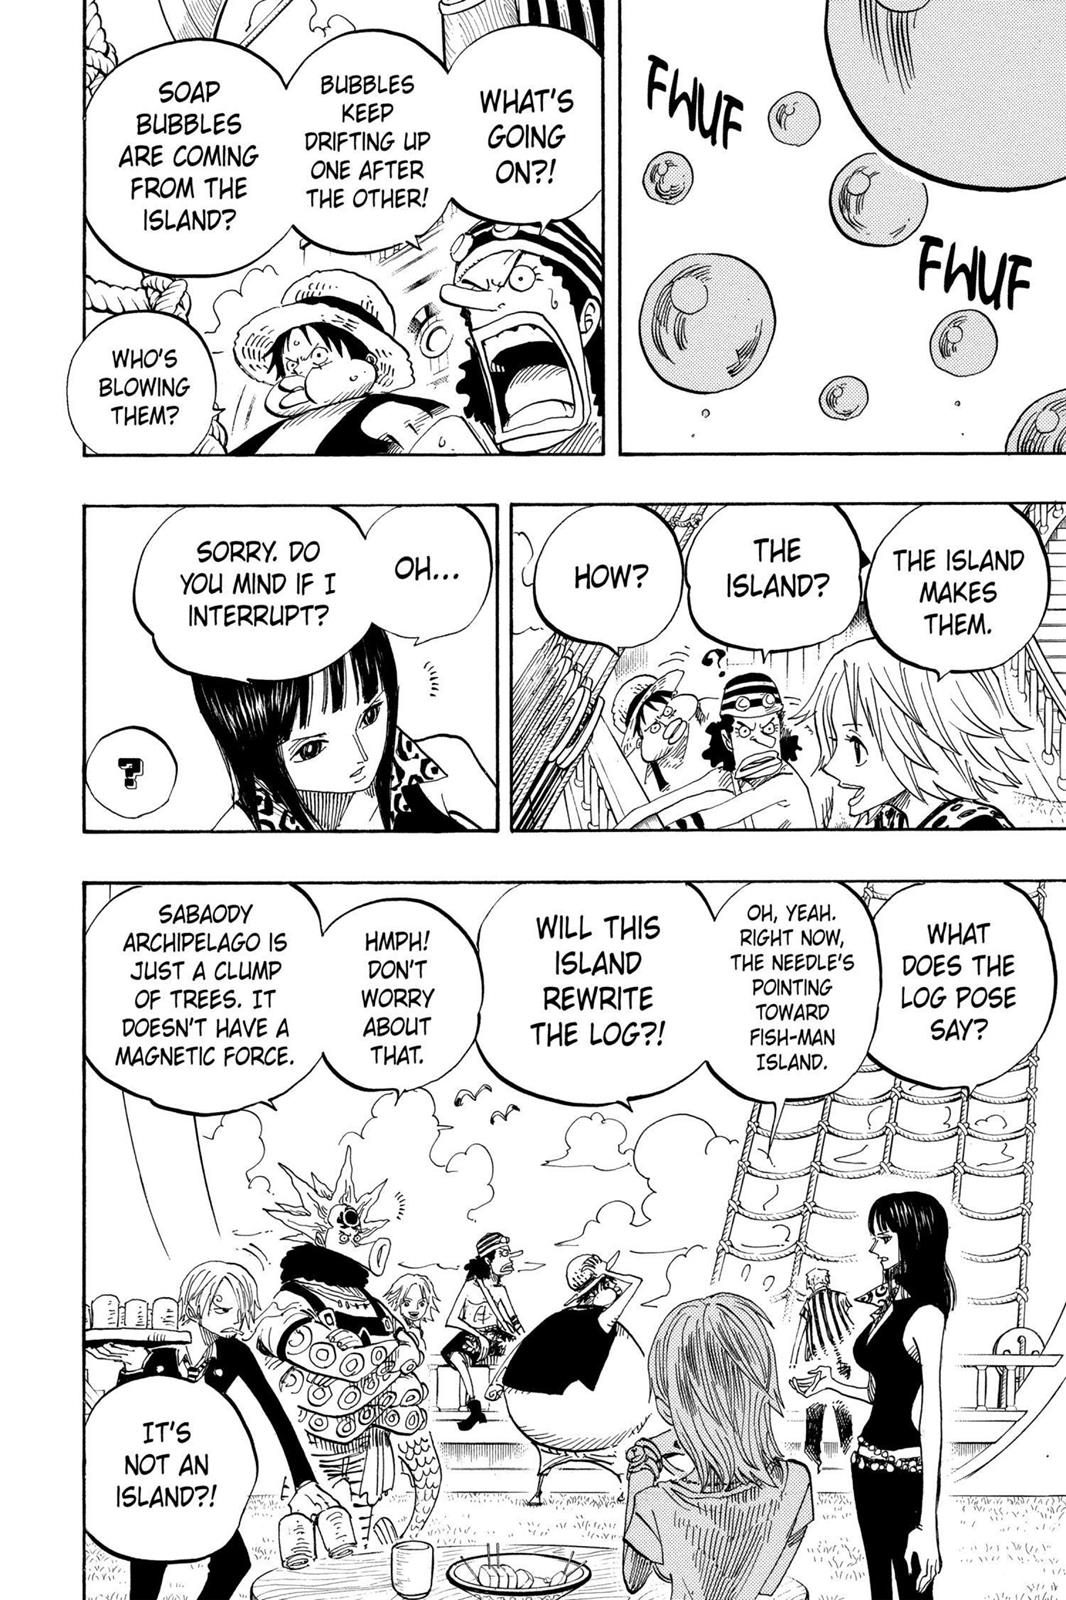 FWUF
FWUF
WHAT'S
GOING
ON?!
BUBBLES
KEEP
DRIFTING UP
ONE AFTER
THE OTHER!
SOAP
BUBBLES
ARE COMING
FROM THE
ISLAND?
WHO'S
BLOWING
THEM?
THE ISLAND
MAKES
THEM.
THE
ISLAND?
HOW?
?
OH...
SORRY. DO
YOU MIND IF I
INTERRUPT?
?
WHAT
DOES THE
LOG POSE
SAY?
OH, YEAH.
RIGHT NOW,
THE NEEDLE'S
POINTING
TOWARD
FISH-MAN
ISLAND.
WILL THIS
ISLAND
REWRITE
THE LOG?!
HMPH!
DON'T
WORRY
ABOUT
THAT.
SABAODY
ARCHIPELAGO IS
JUST A CLUMP
OF TREES. IT
DOESN'T HAVE A
MAGNETIC FORCE.
IT'S
NOT AN
ISLAND?!